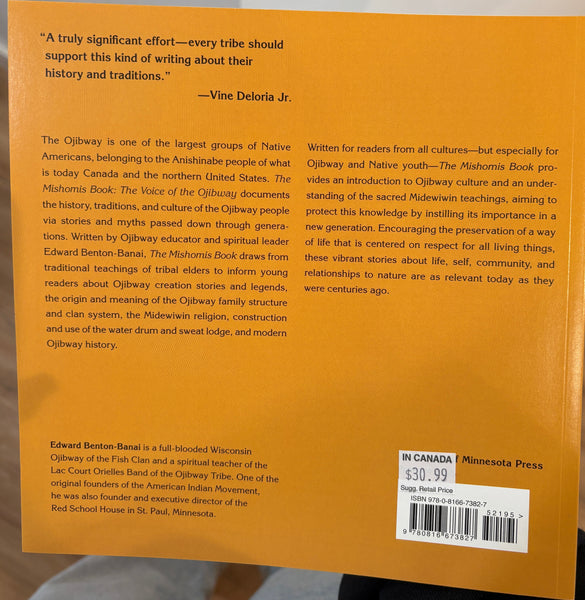 “A truly significant effort—every tribe should
support this kind of writing about their
history and traditions.”
—Vine Deloria Jr.
The Ojibway is one of the largest groups of Native
Americans, belonging to the Anishinabe people of what
is today Canada and the northern United States. The
Mishomis Book: The Voice of the Ojibway documents
the history, traditions, and culture of the Ojibway people
via stories and myths passed down through genera-
tions. Written by Ojibway educator and spiritual leader
Edward Benton-Banai, The Mishomis Book draws from
traditional teachings of tribal elders to inform young
readers about Ojibway creation stories and legends,
the origin and meaning of the Ojibway family structure
and clan system, the Midewiwin religion, construction
and use of the water drum and sweat lodge, and modern
Ojibway history.
Written for readers from all cultures—but especially for
Ojibway and Native youth—The Mishomis Book pro-
vides an introduction to Ojibway culture and an under-
standing of the sacred Midewiwin teachings, aiming to
protect this knowledge by instilling its importance in a
new generation. Encouraging the preservation of a way
of life that is centered on respect for all living things,
these vibrant stories about life, self, community, and
relationships to nature are as relevant today as they
were centuries ago.
Edward Benton-Banai is a full-blooded Wisconsin
Ojibway of the Fish Clan and a spiritual teacher of the
Lac Court Orielles Band of the Ojibway Tribe. One of the
original founders of the American Indian Movement,
he was also founder and executive director of the
Red School House in St. Paul, Minnesota.
Minnesota Press
IN CANADA
$30.99
Sugg. Retail Price
ISBN 978-0-8166-7382-7
52195>
9 780816 673827